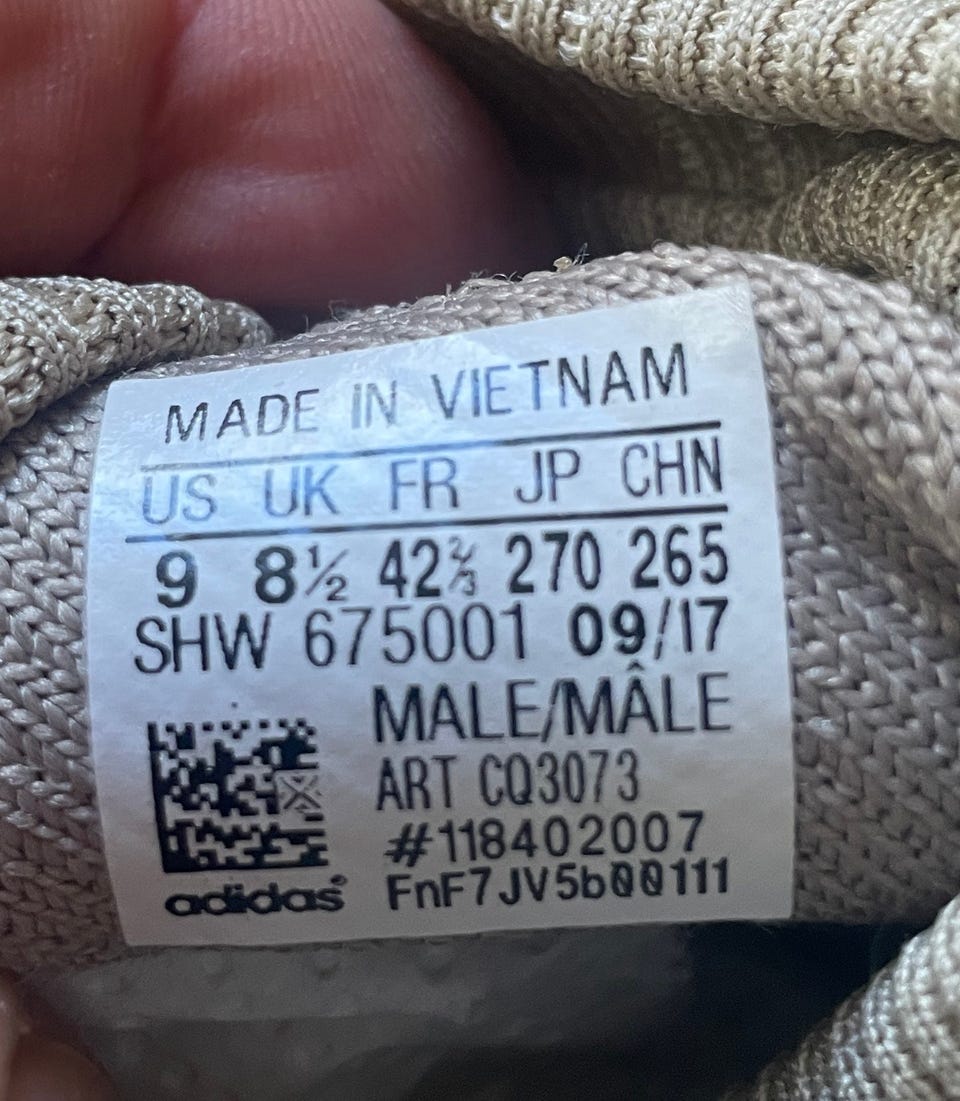 MADE IN VIETNAM
US UK FR JP CHN
9 8½ 42⅔ 270 265
SHW 675001 09/17
MALE/MÂLE
ART CQ3073
#118402007
adidas®
FnF7JV5b00111